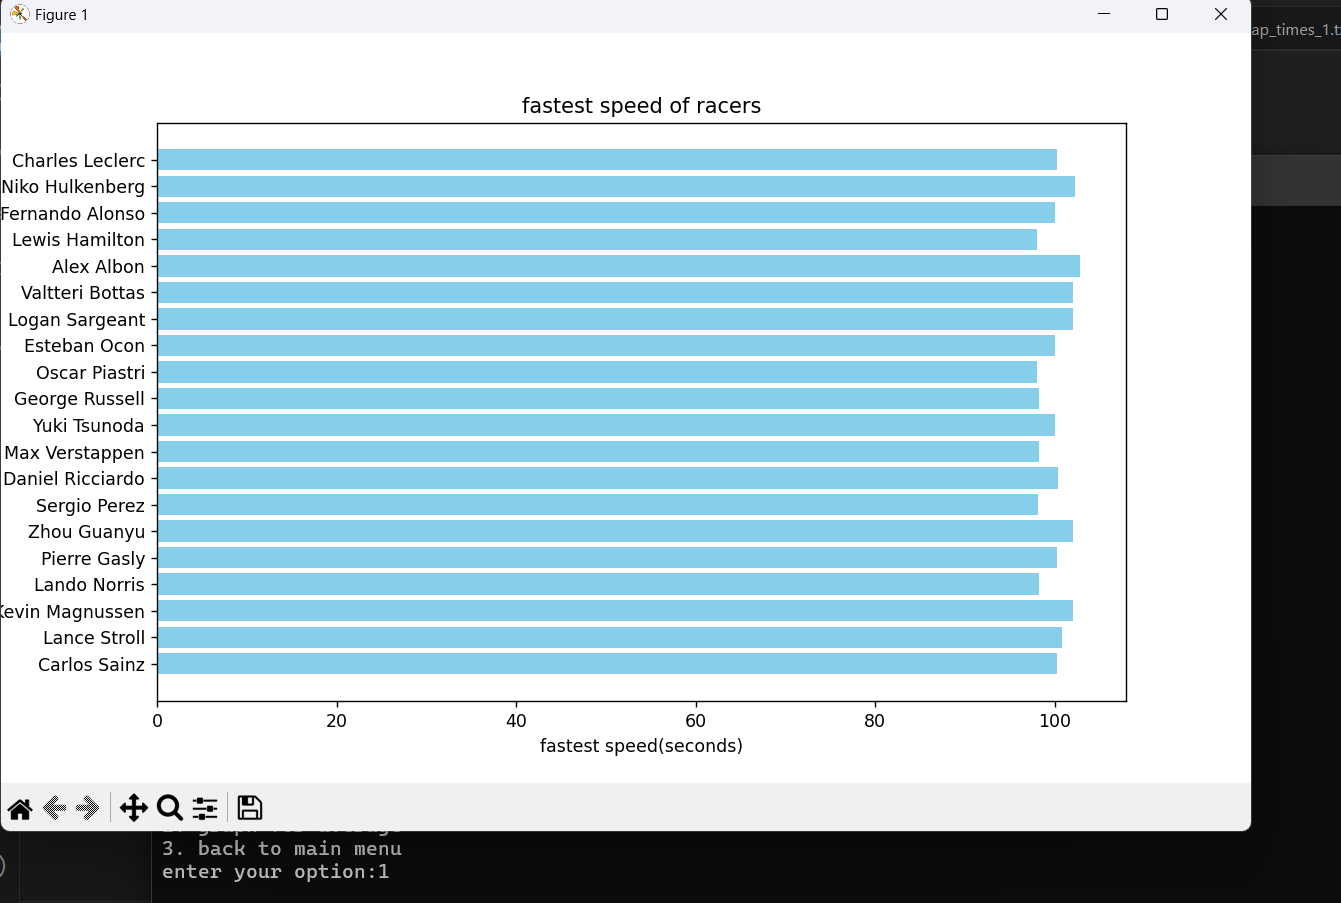 Figure 1
ap_times_1.t
fastest speed of racers
Charles Leclerc
Niko Hulkenberg
Fernando Alonso
Lewis Hamilton
Alex Albon
Valtteri Bottas
Logan Sargeant
Esteban Ocon
Oscar Piastri
George Russell
Yuki Tsunoda
Max Verstappen
Daniel Ricciardo
Sergio Perez
Zhou Guanyu
Pierre Gasly
Lando Norris
Kevin Magnussen
Lance Stroll
Carlos Sainz
0 20 40 60 80 100
fastest speed(seconds)
3. back to main menu
enter your option:1